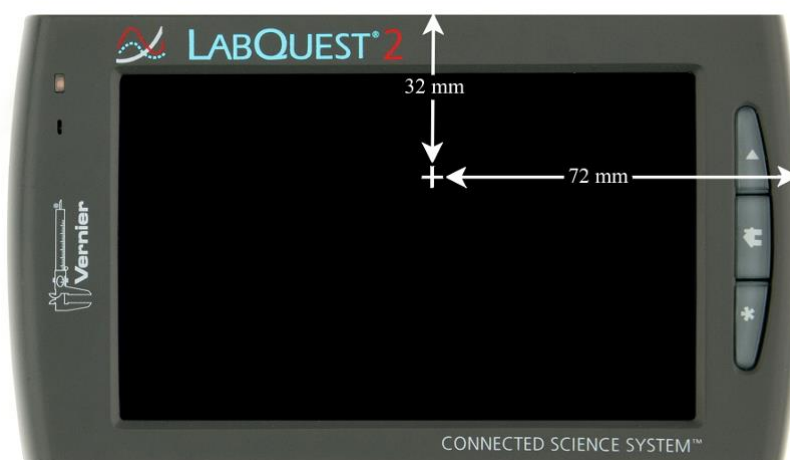 LABQUEST® 2
32 mm
72 mm
Vernier
CONNECTED SCIENCE SYSTEM™